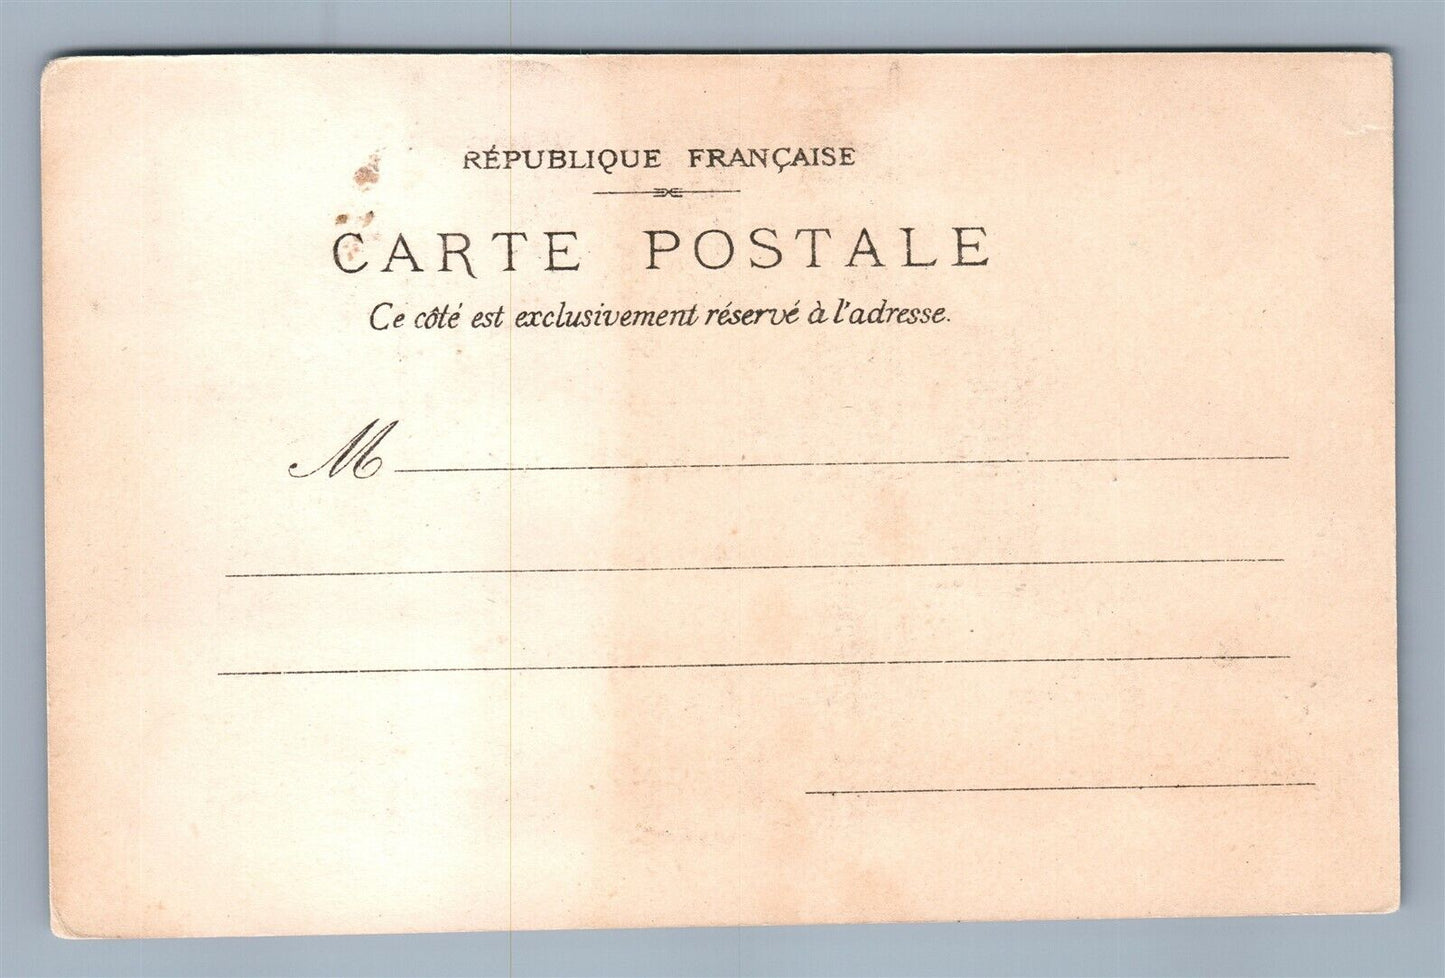 RÉPUBLIQUE FRANÇAISE
CARTE POSTALE
Ce côté est exclusivement réservé à l'adresse.
M